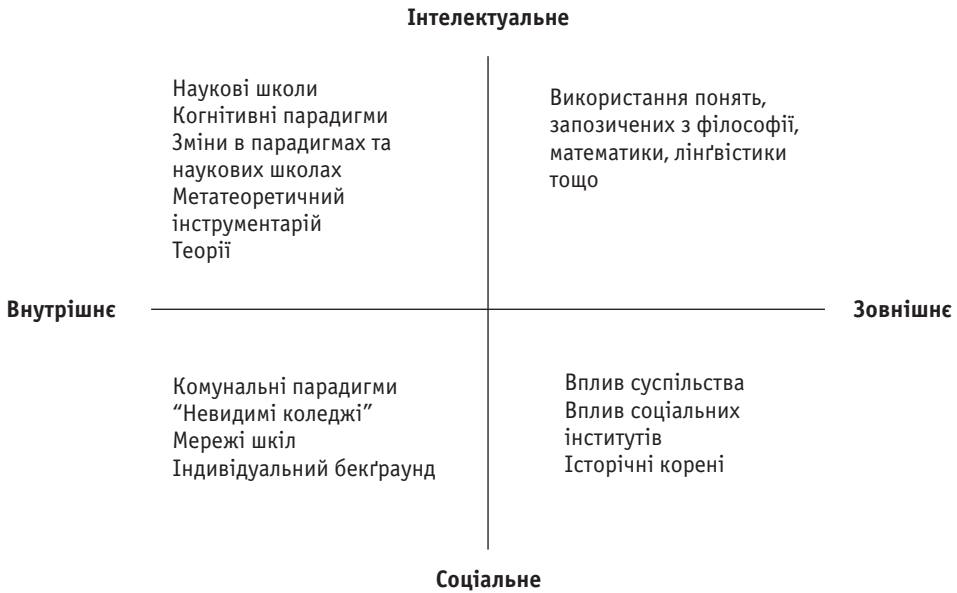 Інтелектуальне
Наукові школи
Когнітивні парадигми
Зміни в парадигмах та
наукових школах
Метатеоретичний
інструментарій
Теорії
Використання понять,
запозичених з філософії,
математики, лінґвістики
тощо
Внутрішнє
Зовнішнє
Комунальні парадигми
“Невидимі коледжі”
Мережі шкіл
Індивідуальний бекґраунд
Вплив суспільства
Вплив соціальних
інститутів
Історичні корені
Соціальне